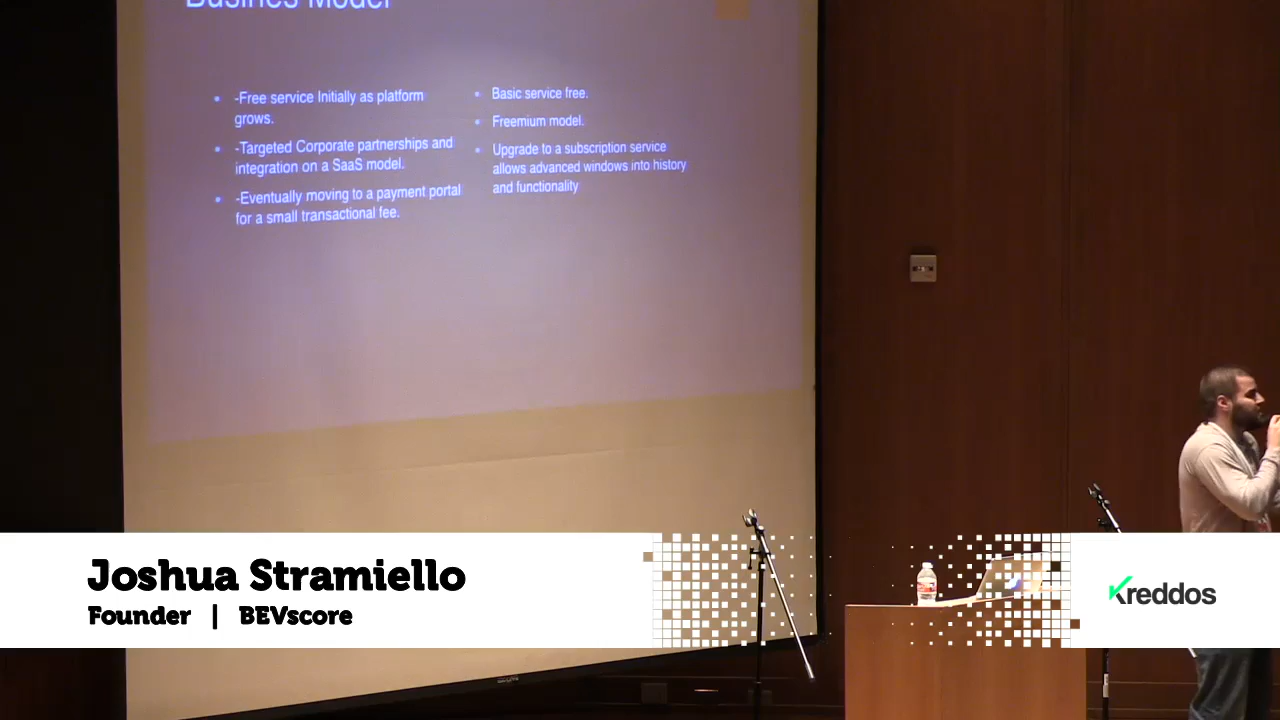 Busines Model
-Free service Initially as platform
grows.
-Targeted Corporate partnerships and
integration on a SaaS model.
-Eventually moving to a payment portal
for a small transactional fee.
Basic service free.
Freemium model.
Upgrade to a subscription service
allows advanced windows into history
and functionality
Joshua Stramiello
Founder | BEVscore
Kreddos